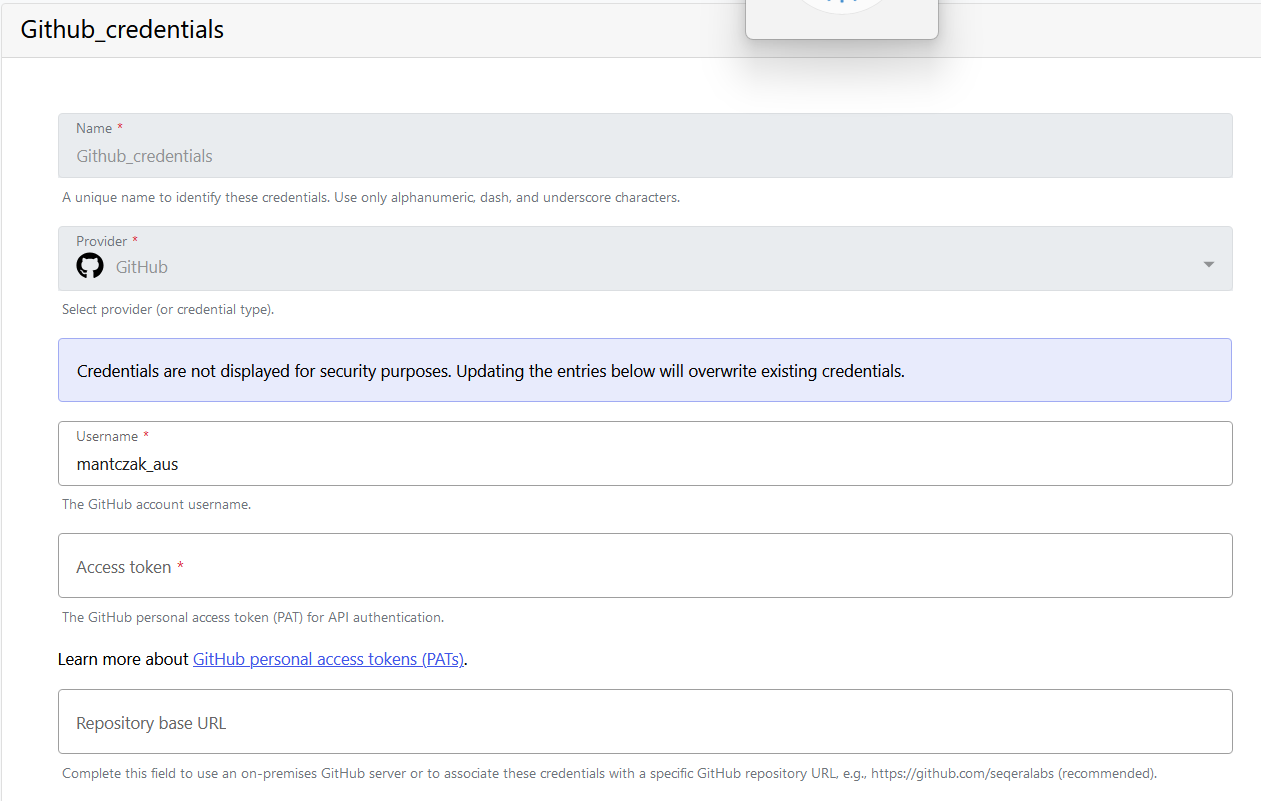 Github_credentials
Name *
Github_credentials
A unique name to identify these credentials. Use only alphanumeric, dash, and underscore characters.
Provider *
GitHub
Select provider (or credential type).
Credentials are not displayed for security purposes. Updating the entries below will overwrite existing credentials.
Username *
mantczak_aus
The GitHub account username.
Access token *
The GitHub personal access token (PAT) for API authentication.
Learn more about GitHub personal access tokens (PATs).
Repository base URL
Complete this field to use an on-premises GitHub server or to associate these credentials with a specific GitHub repository URL, e.g., https://github.com/seqeralabs (recommended).